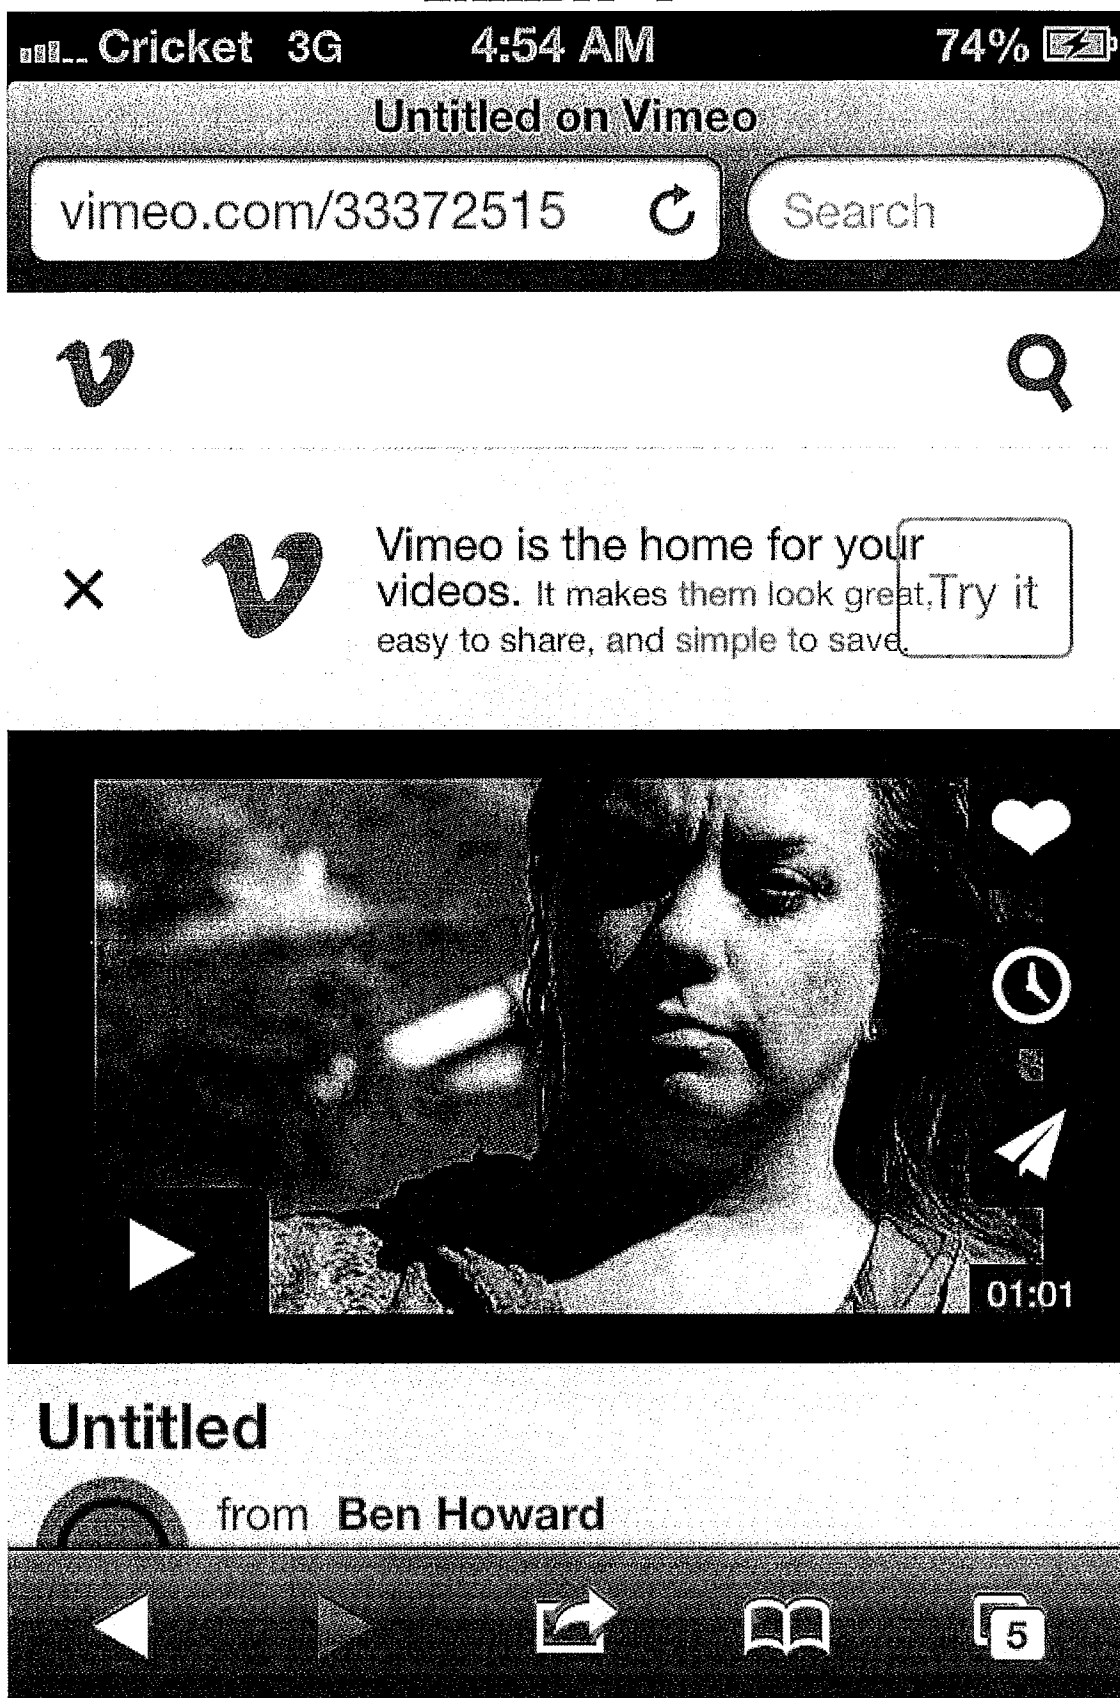 Cricket 3G 4:54 AM 74%
Untitled on Vimeo
vimeo.com/33372515 Search
Vimeo is the home for your
videos. It makes them look great, Try it
easy to share, and simple to save.
01:01
Untitled
from Ben Howard
5